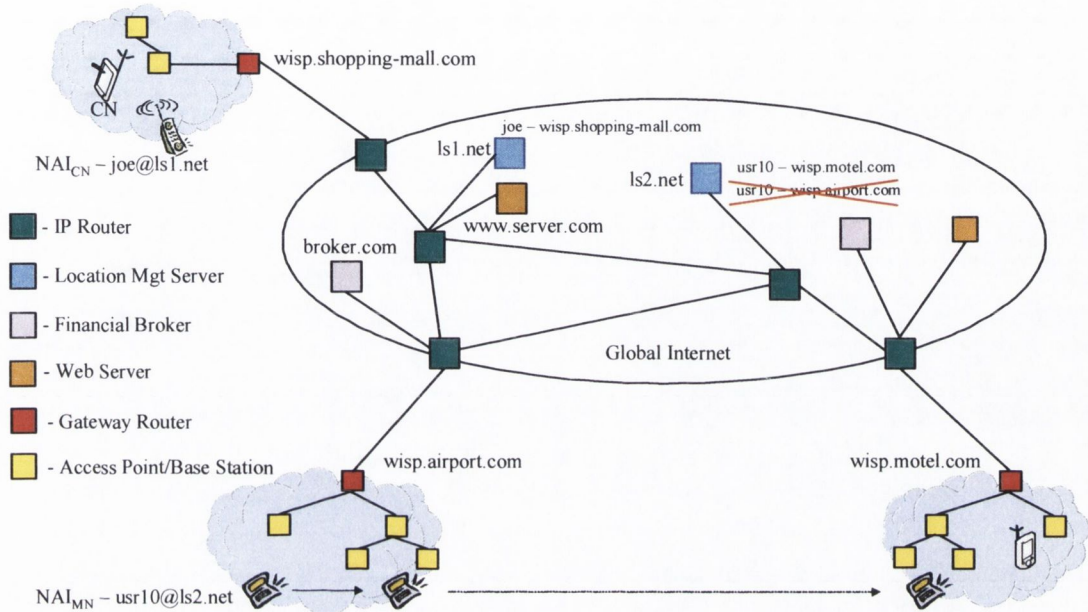 wisp.shopping-mall.com
CN
NAI_CN – joe@ls1.net
joe – wisp.shopping-mall.com
ls1.net
usr10 – wisp.motel.com
ls2.net
usr10 – wisp.airport.com
www.server.com
broker.com
- IP Router
- Location Mgt Server
- Financial Broker
- Web Server
- Gateway Router
- Access Point/Base Station
Global Internet
wisp.airport.com
wisp.motel.com
NAI_MN – usr10@ls2.net